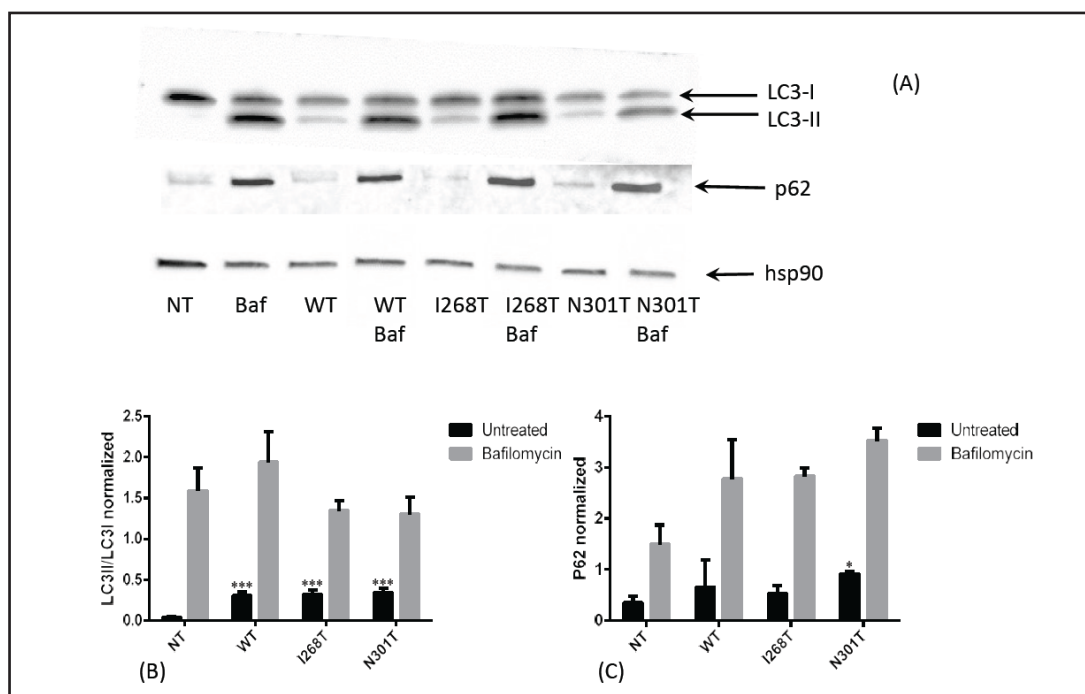 (A)
LC3-I
LC3-II
p62
hsp90
NT Baf WT WT I268T I268T N301T N301T
Baf Baf Baf
2.5
2.0
1.5
1.0
0.5
0.0
LC3II/LC3I normalized
*** *** ***
NT WT I268T N301T
Untreated
Bafilomycin
(B)
4
3
2
1
0
P62 normalized
*
NT WT I268T N301T
Untreated
Bafilomycin
(C)